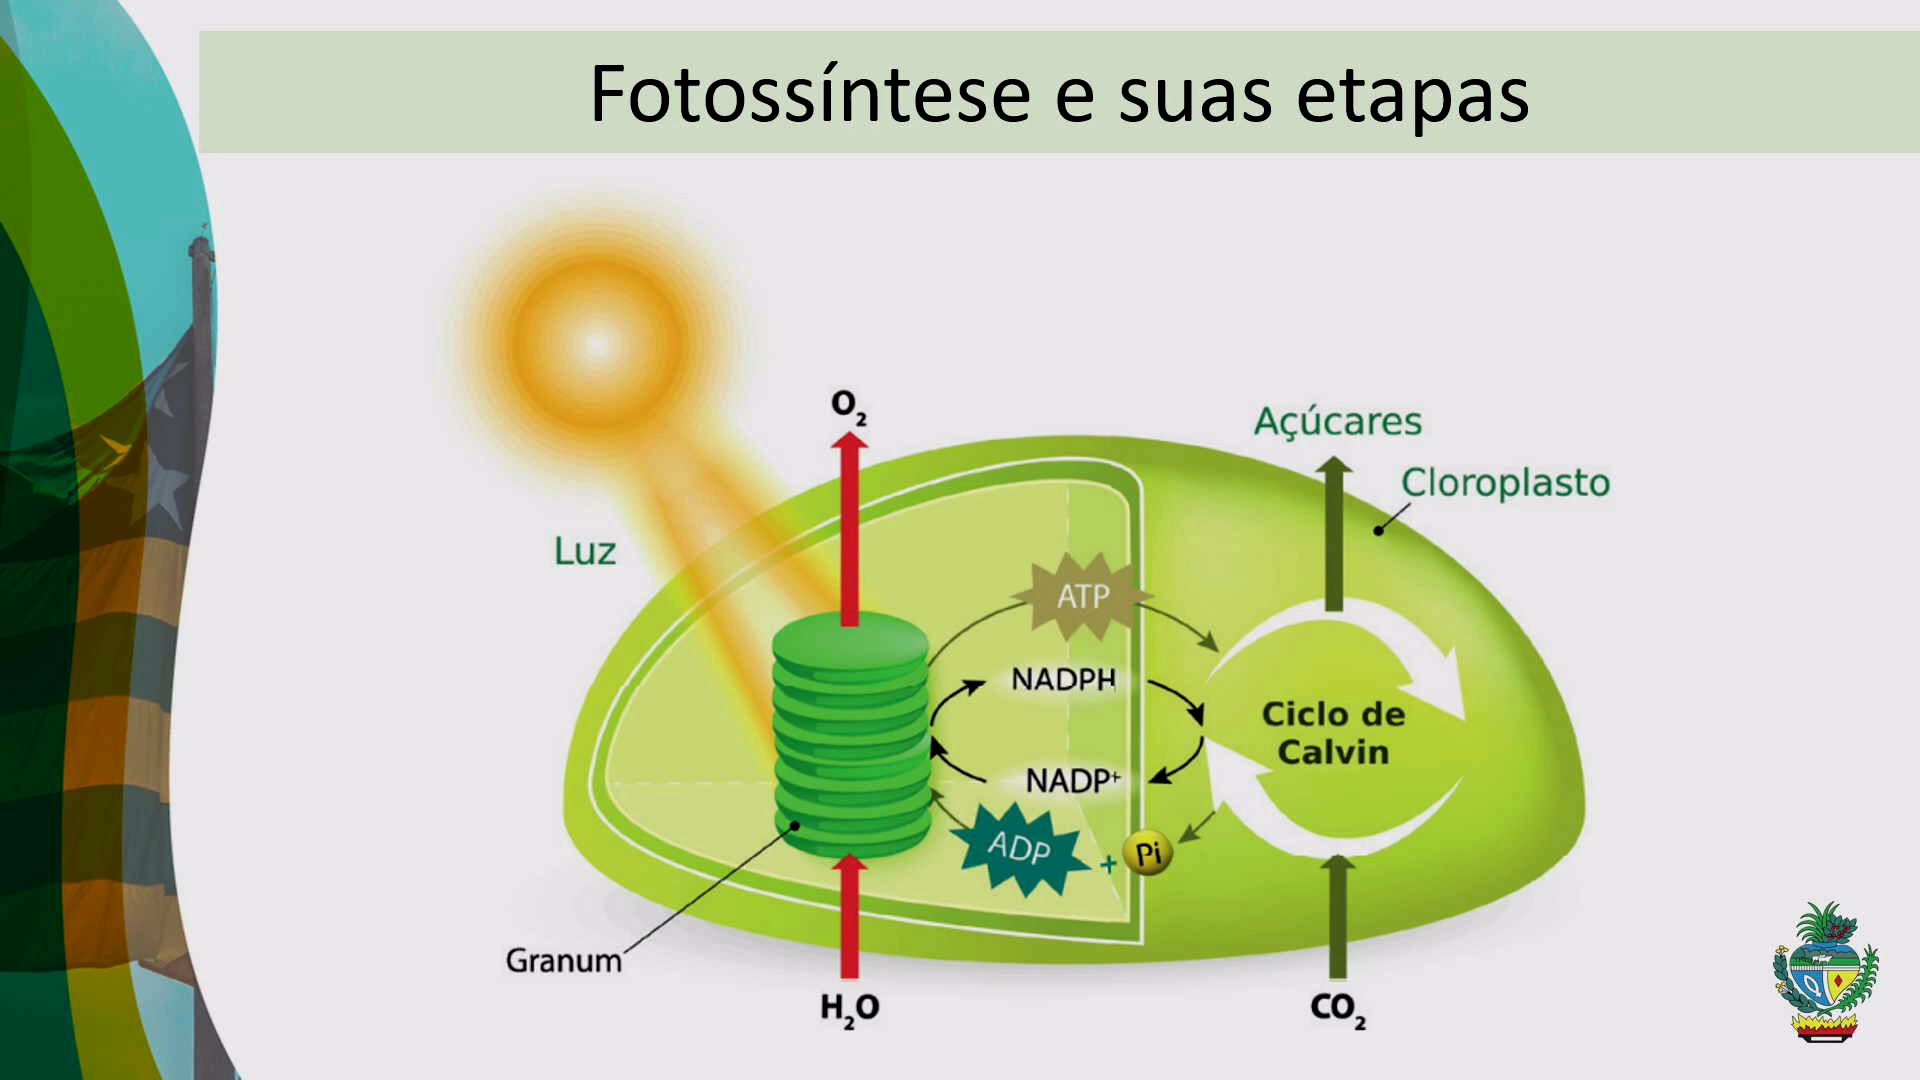 Fotossíntese e suas etapas
O₂
Açúcares
Cloroplasto
Luz
ATP
NADPH
Ciclo de
Calvin
NADP⁺
ADP + Pi
Granum
H₂O
CO₂